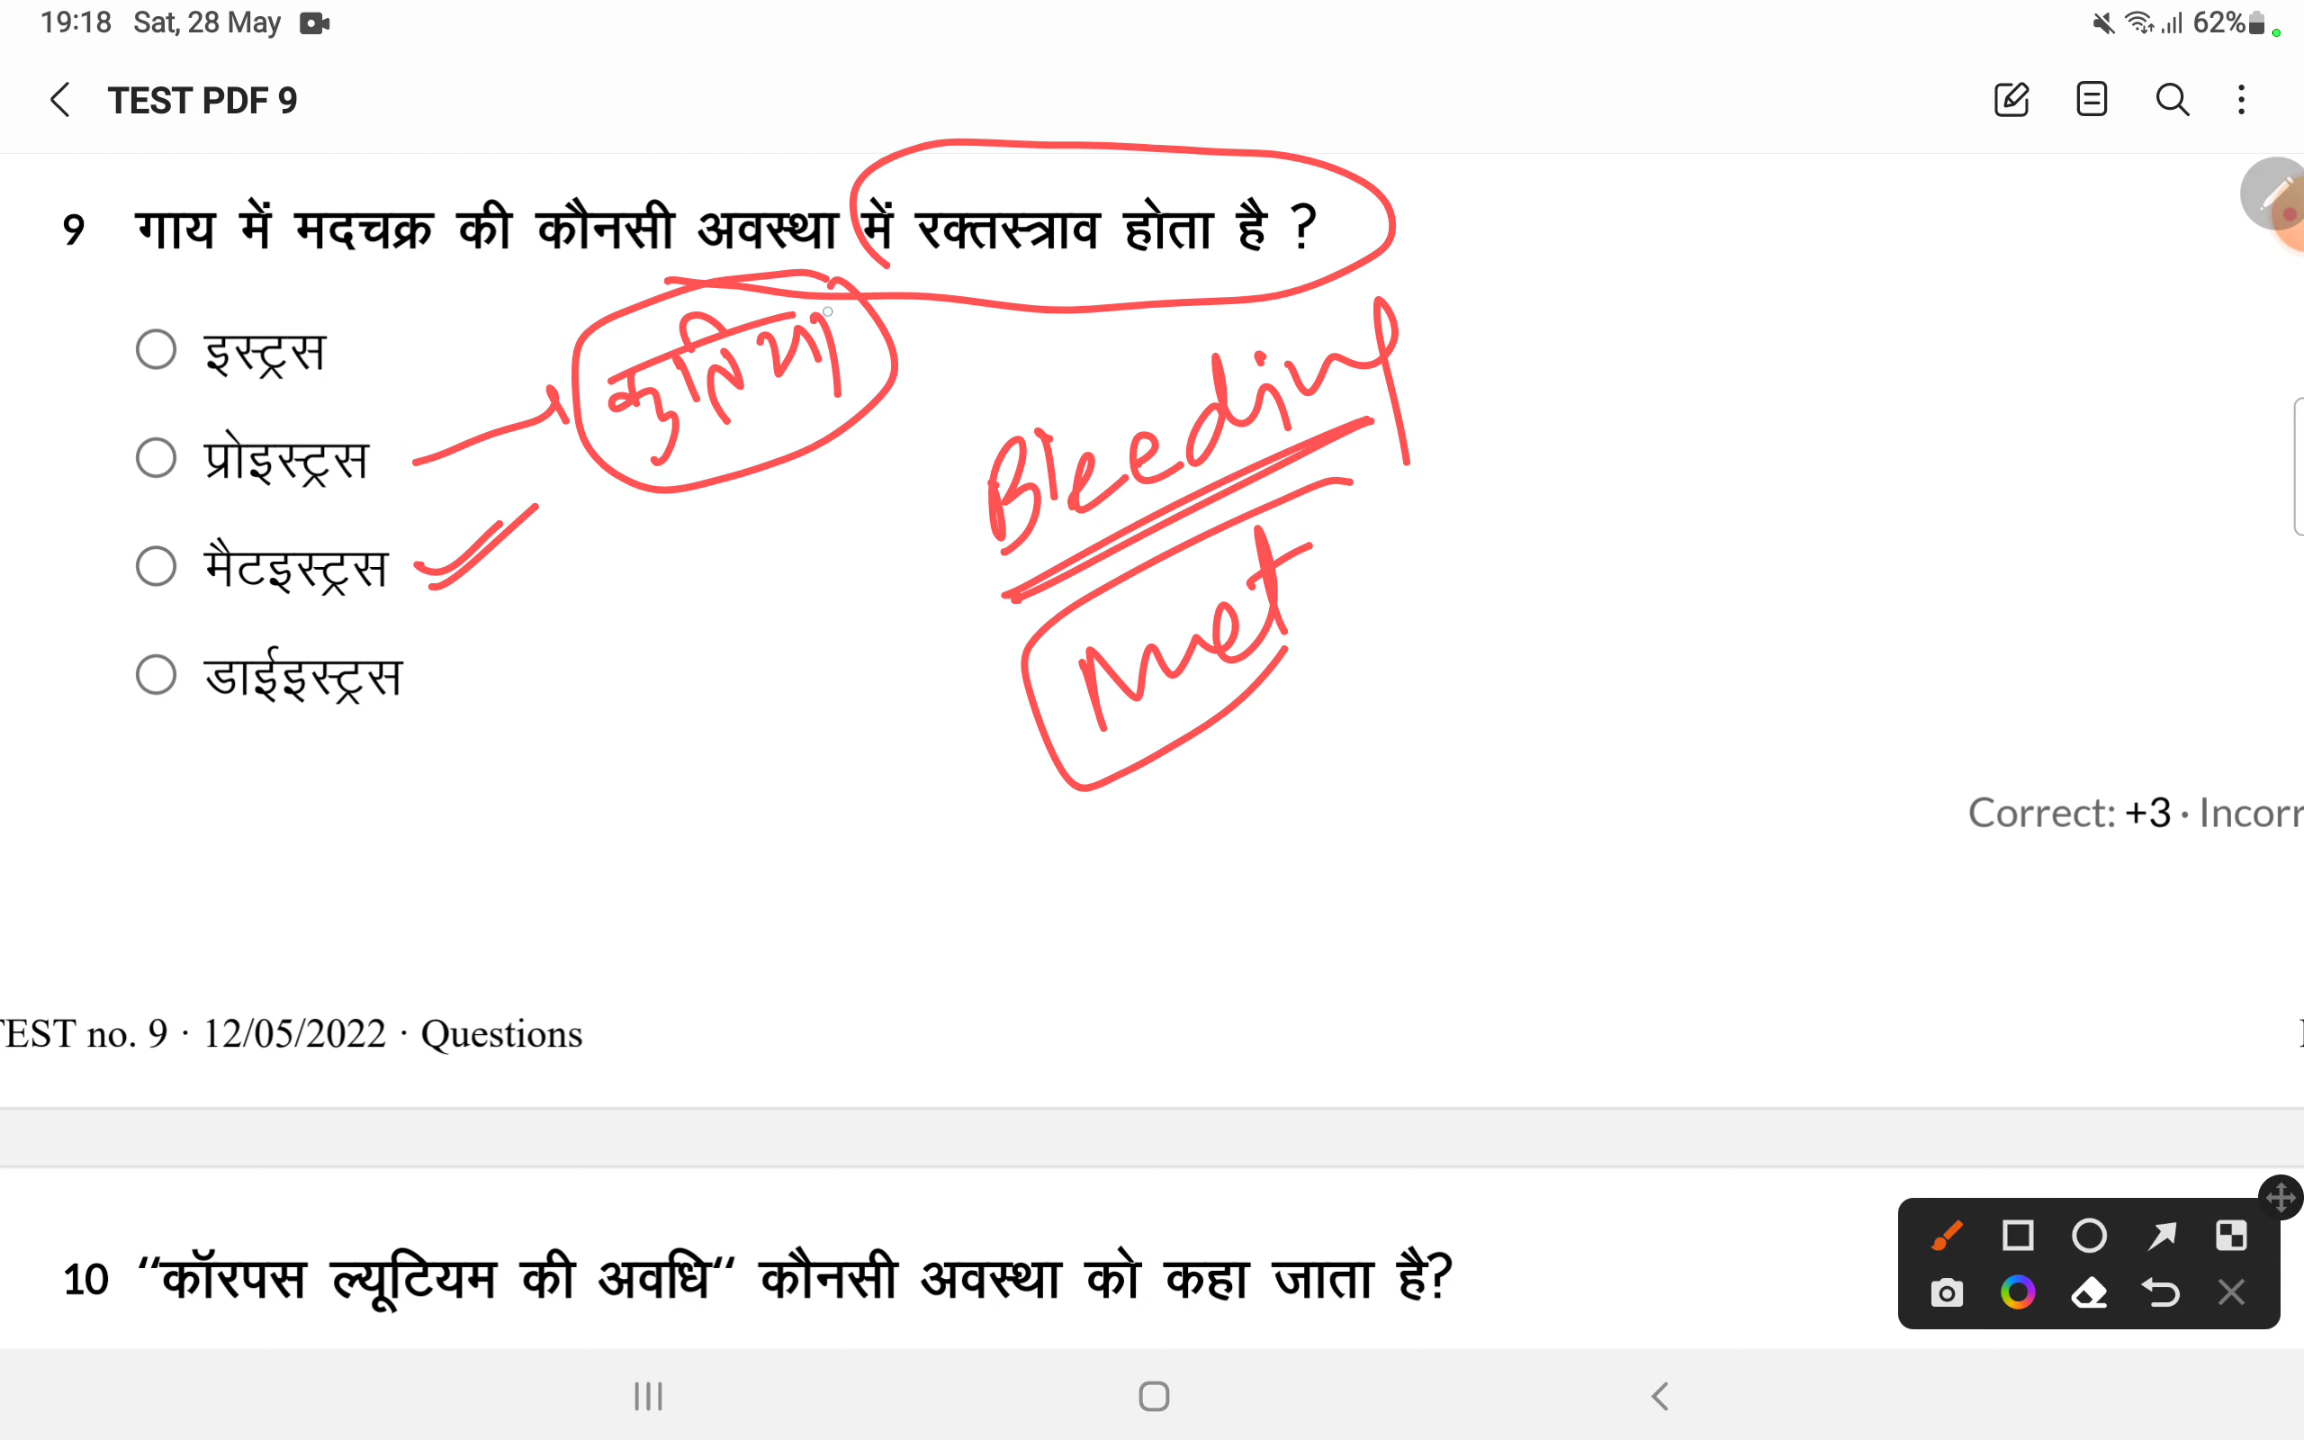 19:18 Sat, 28 May 62%
TEST PDF 9
9 गाय में मदचक्र की कौनसी अवस्था में रक्तस्त्राव होता है ?
इस्ट्रस
प्रोइस्ट्रस
कुतिया
मैटइस्ट्रस
डाईइस्ट्रस
Bleeding
Met
Correct: +3 · Incorr
TEST no. 9 · 12/05/2022 · Questions
10 “कॉरपस ल्यूटियम की अवधि“ कौनसी अवस्था को कहा जाता है?